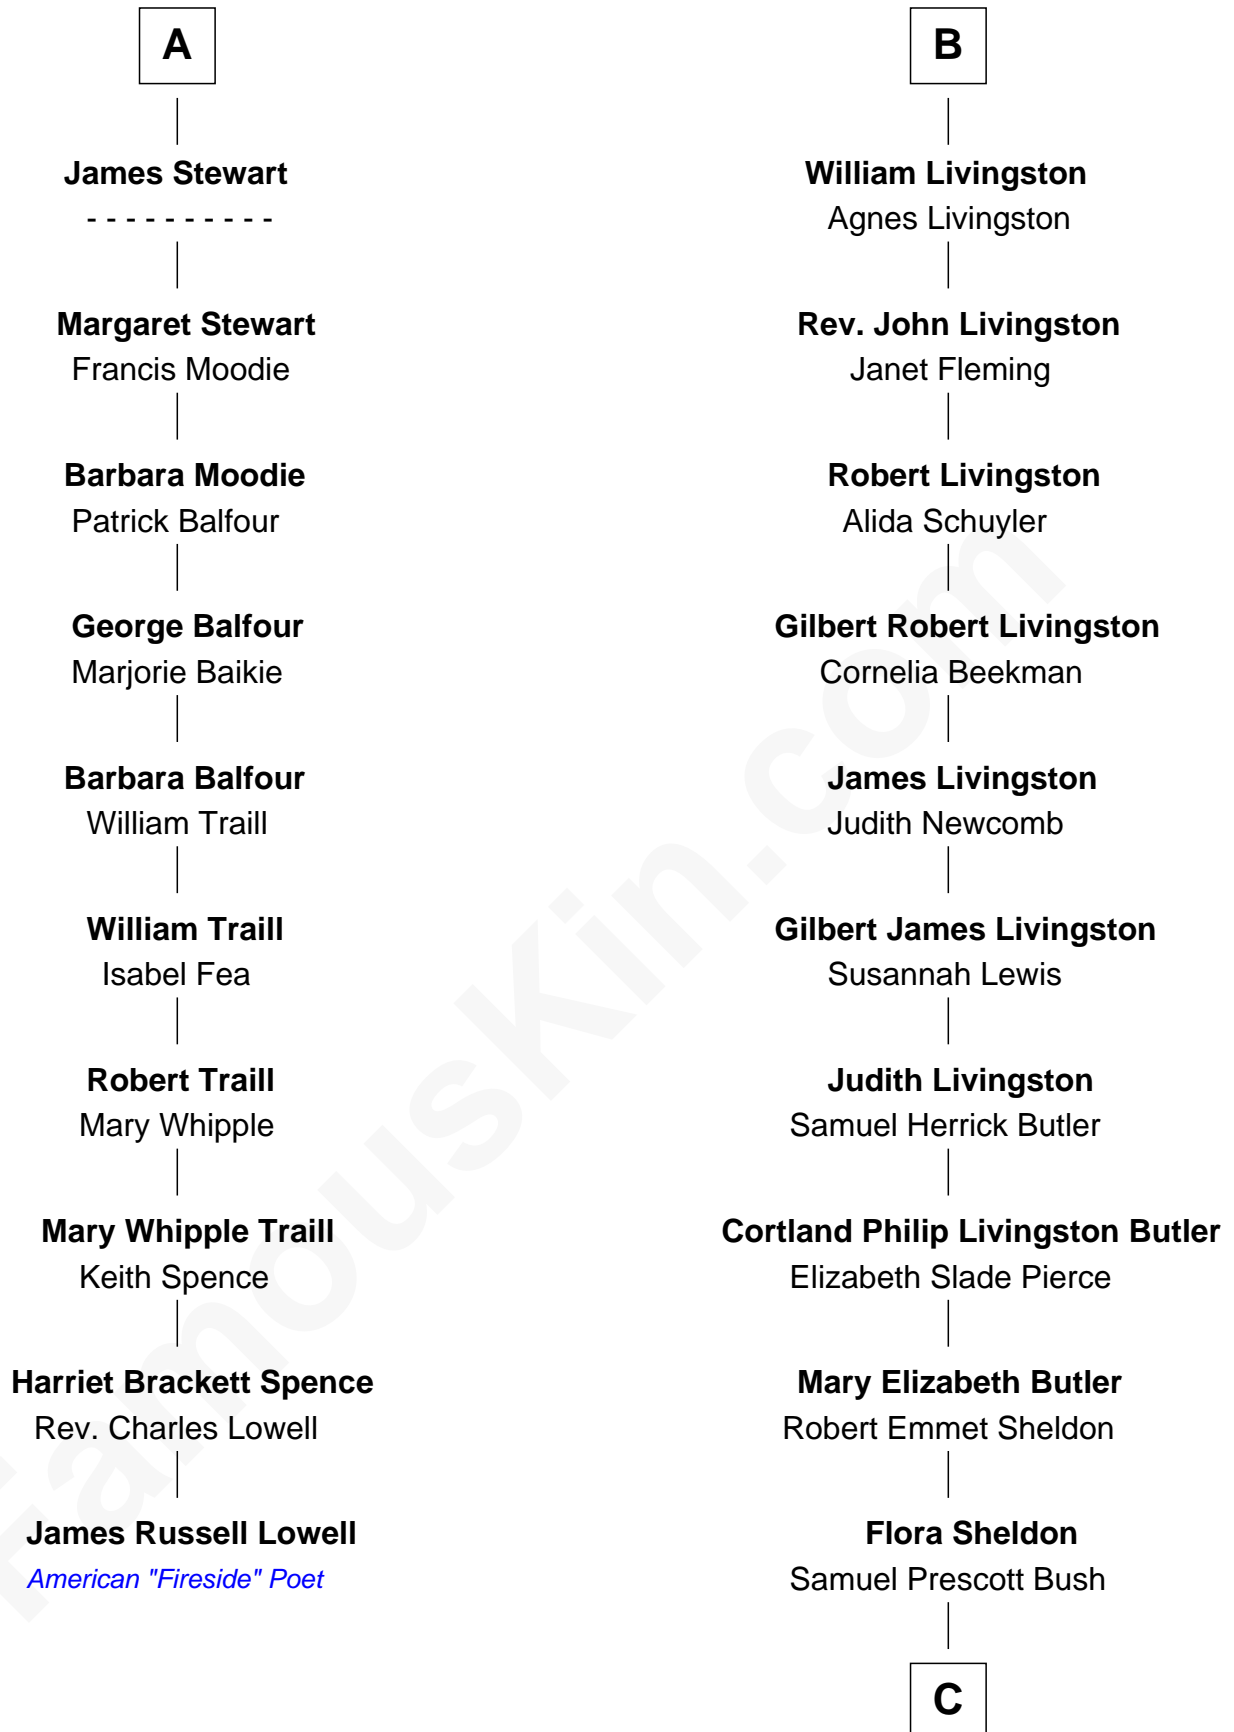 A
James Stewart
- - - - - - - - - -
Margaret Stewart
Francis Moodie
Barbara Moodie
Patrick Balfour
George Balfour
Marjorie Baikie
Barbara Balfour
William Traill
William Traill
Isabel Fea
Robert Traill
Mary Whipple
Mary Whipple Traill
Keith Spence
Harriet Brackett Spence
Rev. Charles Lowell
James Russell Lowell
American "Fireside" Poet
B
William Livingston
Agnes Livingston
Rev. John Livingston
Janet Fleming
Robert Livingston
Alida Schuyler
Gilbert Robert Livingston
Cornelia Beekman
James Livingston
Judith Newcomb
Gilbert James Livingston
Susannah Lewis
Judith Livingston
Samuel Herrick Butler
Cortland Philip Livingston Butler
Elizabeth Slade Pierce
Mary Elizabeth Butler
Robert Emmet Sheldon
Flora Sheldon
Samuel Prescott Bush
C
FamousKin.com